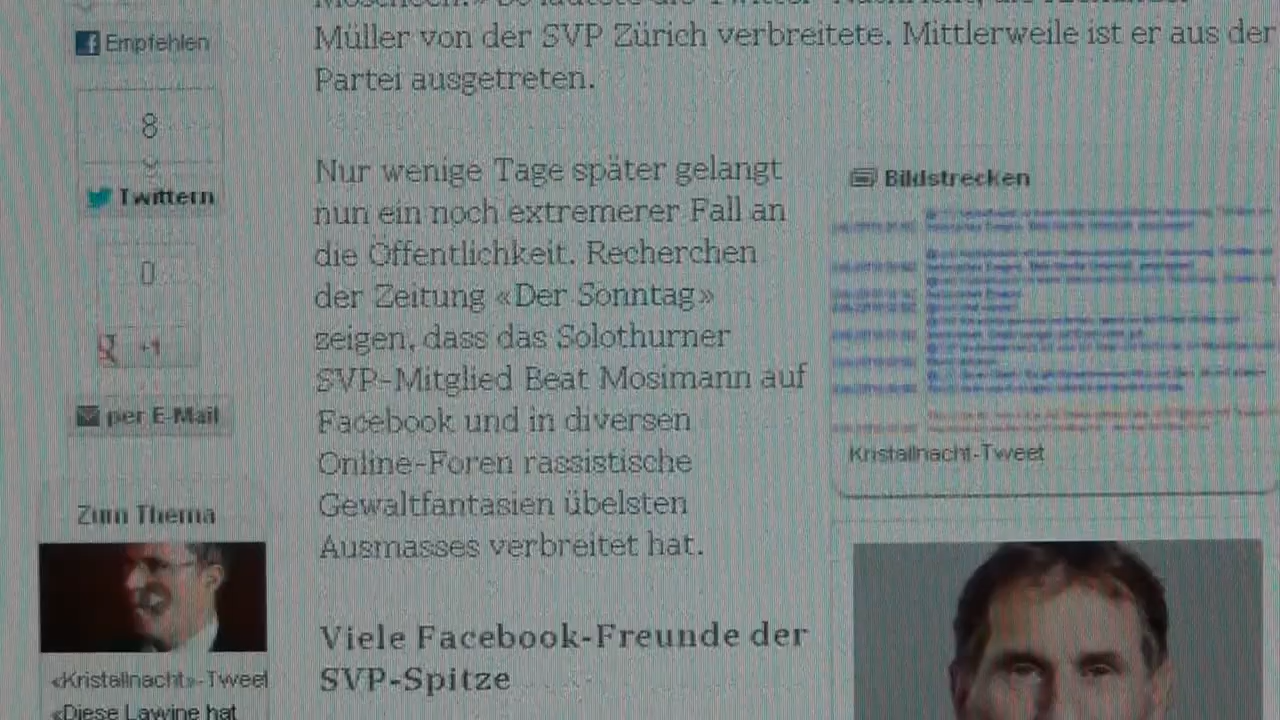 Empfehlen
8
Twittern
0
+1
per E-Mail
Zum Thema
«Kristallnacht»-Tweet
«Diese Lawine hat
Müller von der SVP Zürich verbreitete. Mittlerweile ist er aus der
Partei ausgetreten.
Nur wenige Tage später gelangt
nun ein noch extremerer Fall an
die Öffentlichkeit. Recherchen
der Zeitung «Der Sonntag»
zeigen, dass das Solothurner
SVP-Mitglied Beat Mosimann auf
Facebook und in diversen
Online-Foren rassistische
Gewaltfantasien übelsten
Ausmasses verbreitet hat.
Viele Facebook-Freunde der
SVP-Spitze
Bildstrecken
Kristallnacht-Tweet